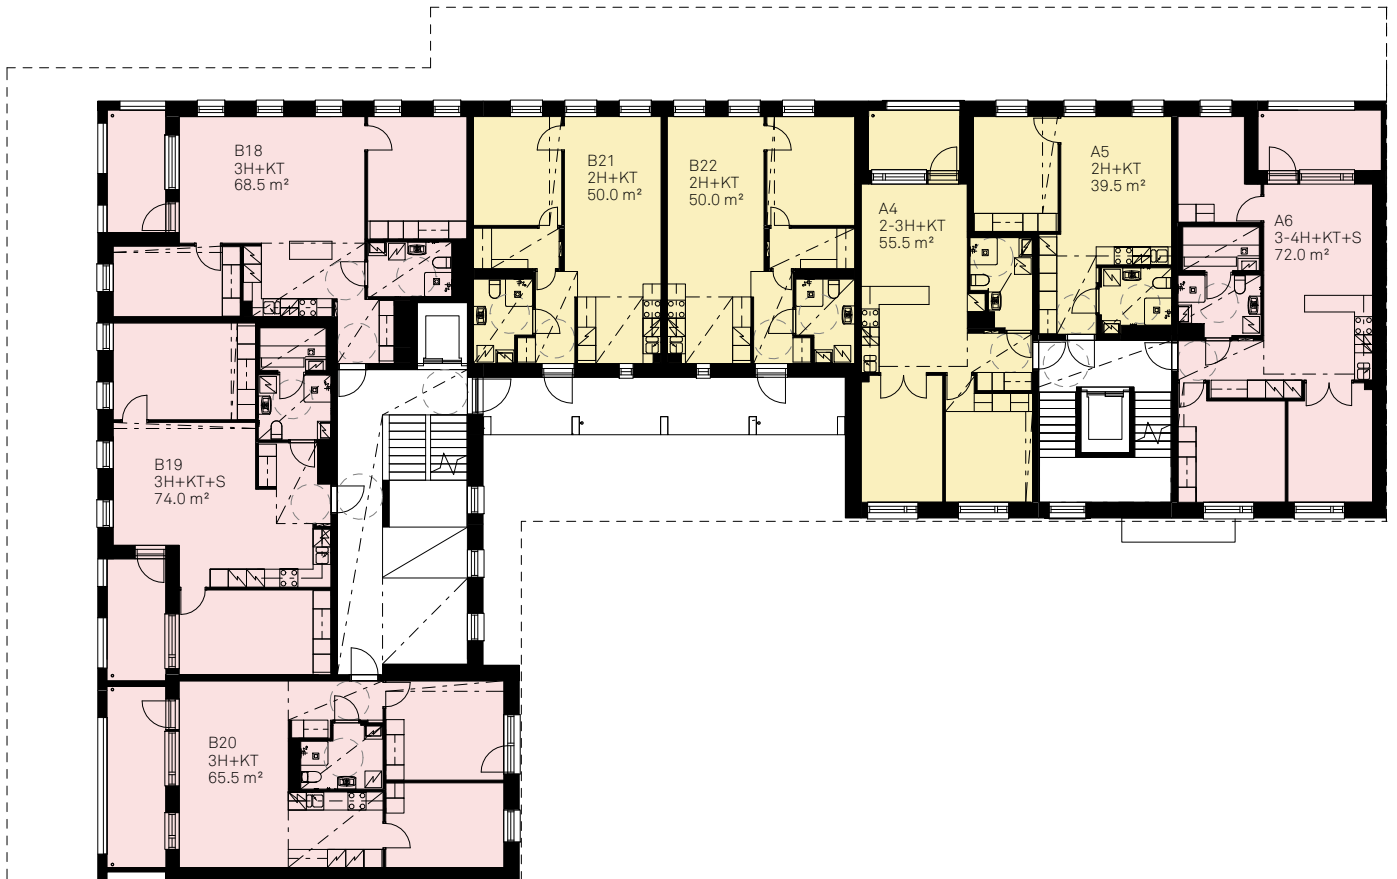 B18
3H+KT
68.5 m²
B21
2H+KT
50.0 m²
B22
2H+KT
50.0 m²
A4
2-3H+KT
55.5 m²
A5
2H+KT
39.5 m²
A6
3-4H+KT+S
72.0 m²
B19
3H+KT+S
74.0 m²
B20
3H+KT
65.5 m²